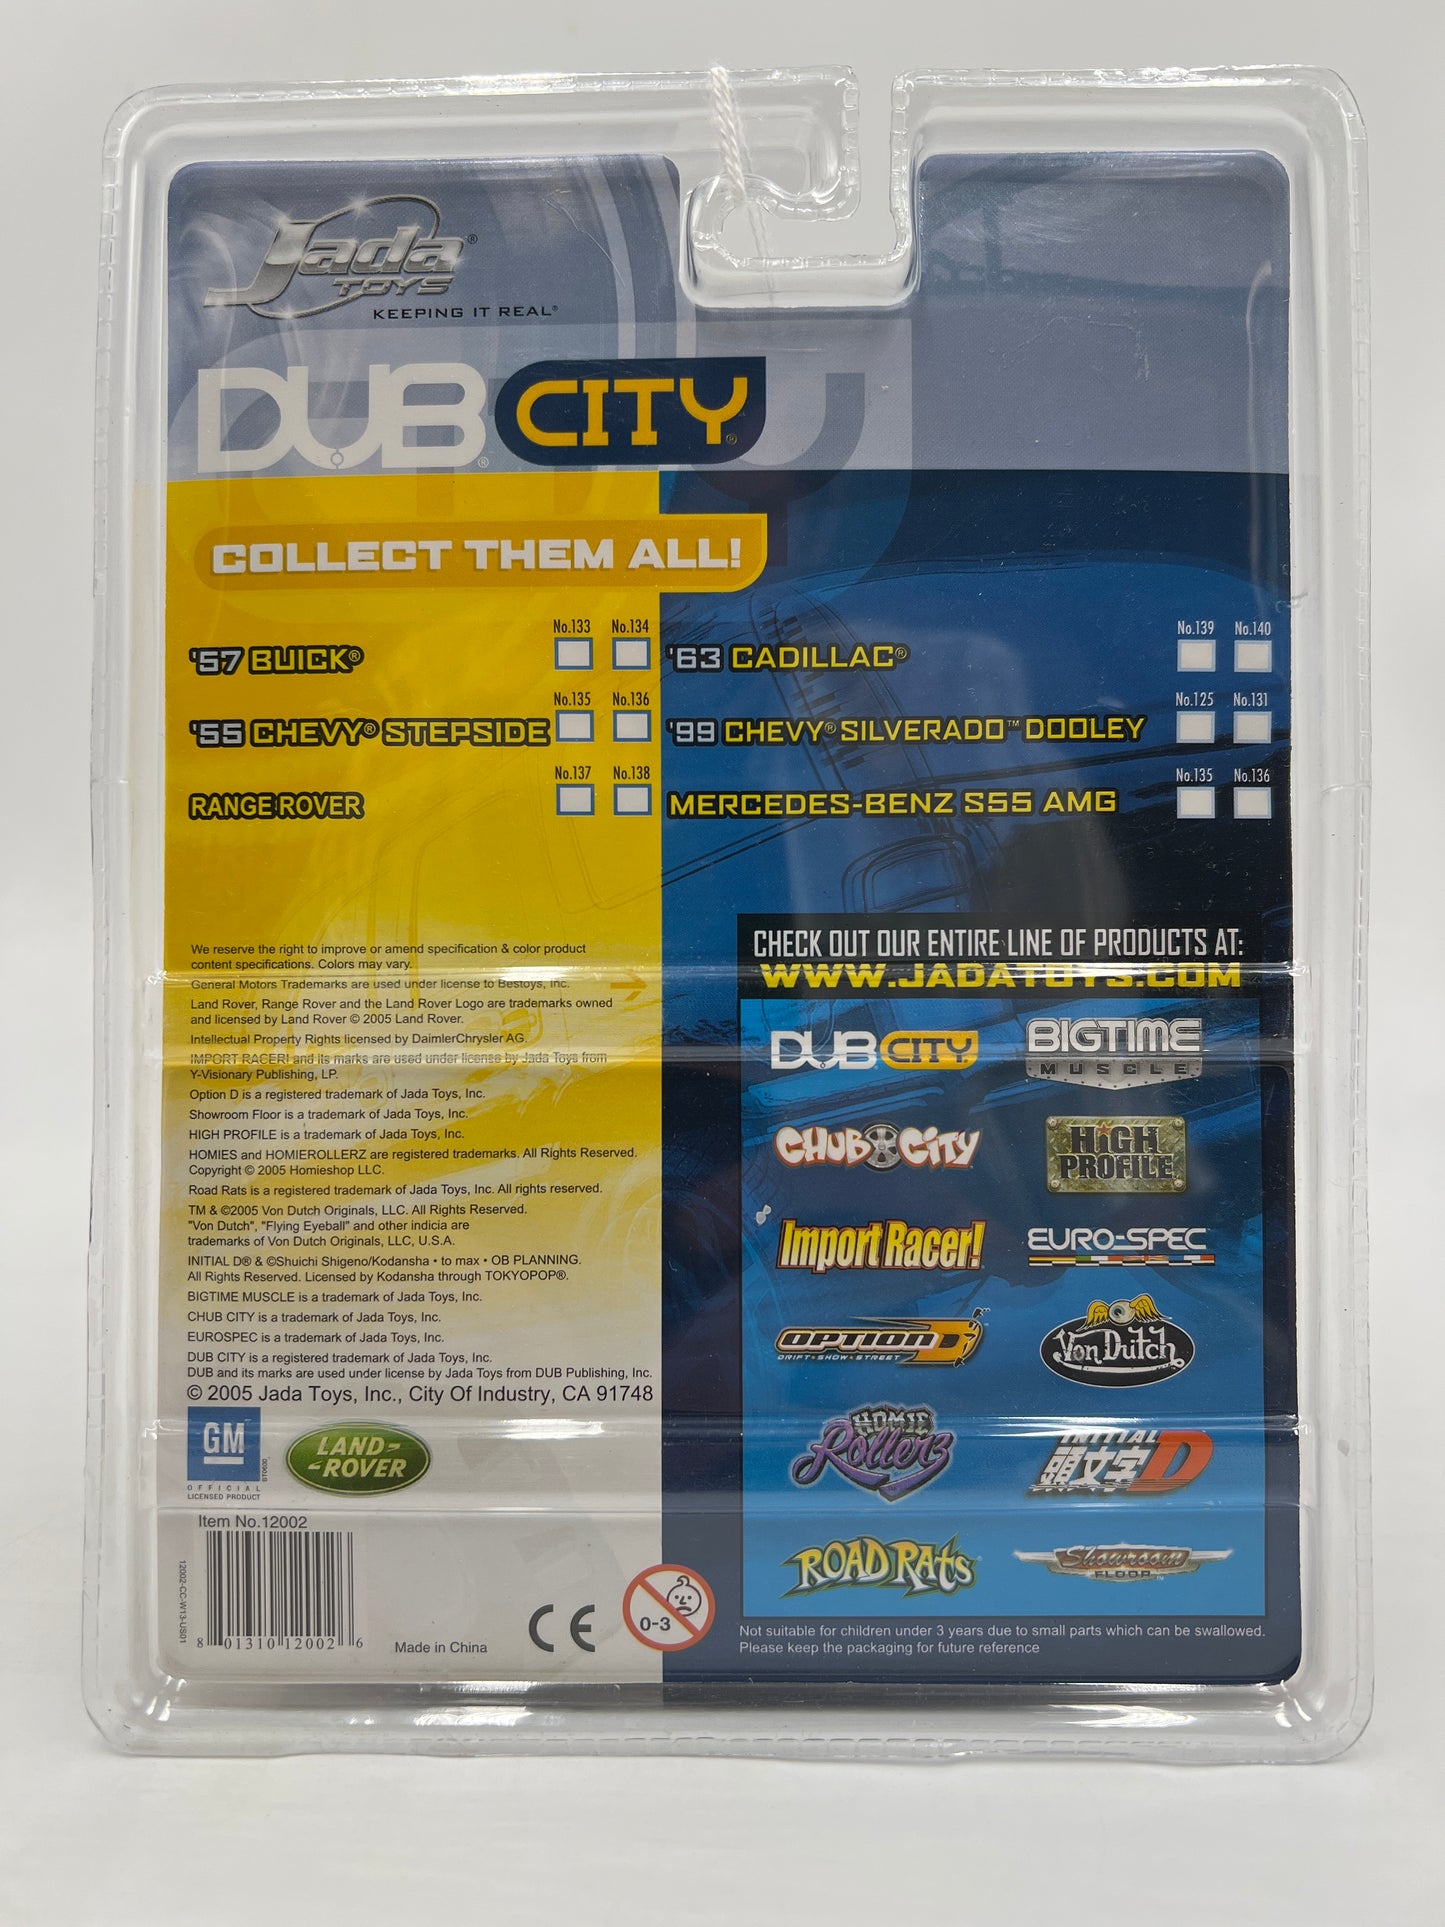 Jada®
TOYS
KEEPING IT REAL®
DUB® CITY®
COLLECT THEM ALL!
No.133 No.134
'57 BUICK®
No.135 No.136
'55 CHEVY® STEPSIDE
No.137 No.138
RANGE ROVER
No.139 No.140
'63 CADILLAC®
No.125 No.131
'99 CHEVY® SILVERADO™ DOOLEY
No.135 No.136
MERCEDES-BENZ S55 AMG
We reserve the right to improve or amend specification & color product
content specifications. Colors may vary.
General Motors Trademarks are used under license to Bestoys, Inc.
Land Rover, Range Rover and the Land Rover Logo are trademarks owned
and licensed by Land Rover © 2005 Land Rover.
Intellectual Property Rights licensed by DaimlerChrysler AG.
IMPORT RACER! and its marks are used under license by Jada Toys from
Y-Visionary Publishing, LP.
Option D is a registered trademark of Jada Toys, Inc.
Showroom Floor is a trademark of Jada Toys, Inc.
HIGH PROFILE is a trademark of Jada Toys, Inc.
HOMIES and HOMIEROLLERZ are registered trademarks. All Rights Reserved.
Copyright © 2005 Homieshop LLC.
Road Rats is a registered trademark of Jada Toys, Inc. All rights reserved.
TM & ©2005 Von Dutch Originals, LLC. All Rights Reserved.
"Von Dutch", "Flying Eyeball" and other indicia are
trademarks of Von Dutch Originals, LLC, U.S.A.
INITIAL D® & ©Shuichi Shigeno/Kodansha • to max • OB PLANNING.
All Rights Reserved. Licensed by Kodansha through TOKYOPOP®.
BIGTIME MUSCLE is a trademark of Jada Toys, Inc.
CHUB CITY is a trademark of Jada Toys, Inc.
EUROSPEC is a trademark of Jada Toys, Inc.
DUB CITY is a registered trademark of Jada Toys, Inc.
DUB and its marks are used under license by Jada Toys from DUB Publishing, Inc.
© 2005 Jada Toys, Inc., City Of Industry, CA 91748
GM
OFFICIAL
LICENSED PRODUCT
LAND-
-ROVER
Item No.12002
12002-CC-W13-US01
8 01310 12002 6
Made in China
CE
0-3
CHECK OUT OUR ENTIRE LINE OF PRODUCTS AT:
WWW.JADATOYS.COM
DUB CITY
BIGTIME
MUSCLE
CHUB CITY
HIGH
PROFILE
Import Racer!
EURO-SPEC
OPTION D
DRIFT•SHOW•STREET
Von Dutch
HOMIE
Rollerz
INITIAL
頭文字D
ROAD RATS
Showroom
FLOOR™
Not suitable for children under 3 years due to small parts which can be swallowed.
Please keep the packaging for future reference